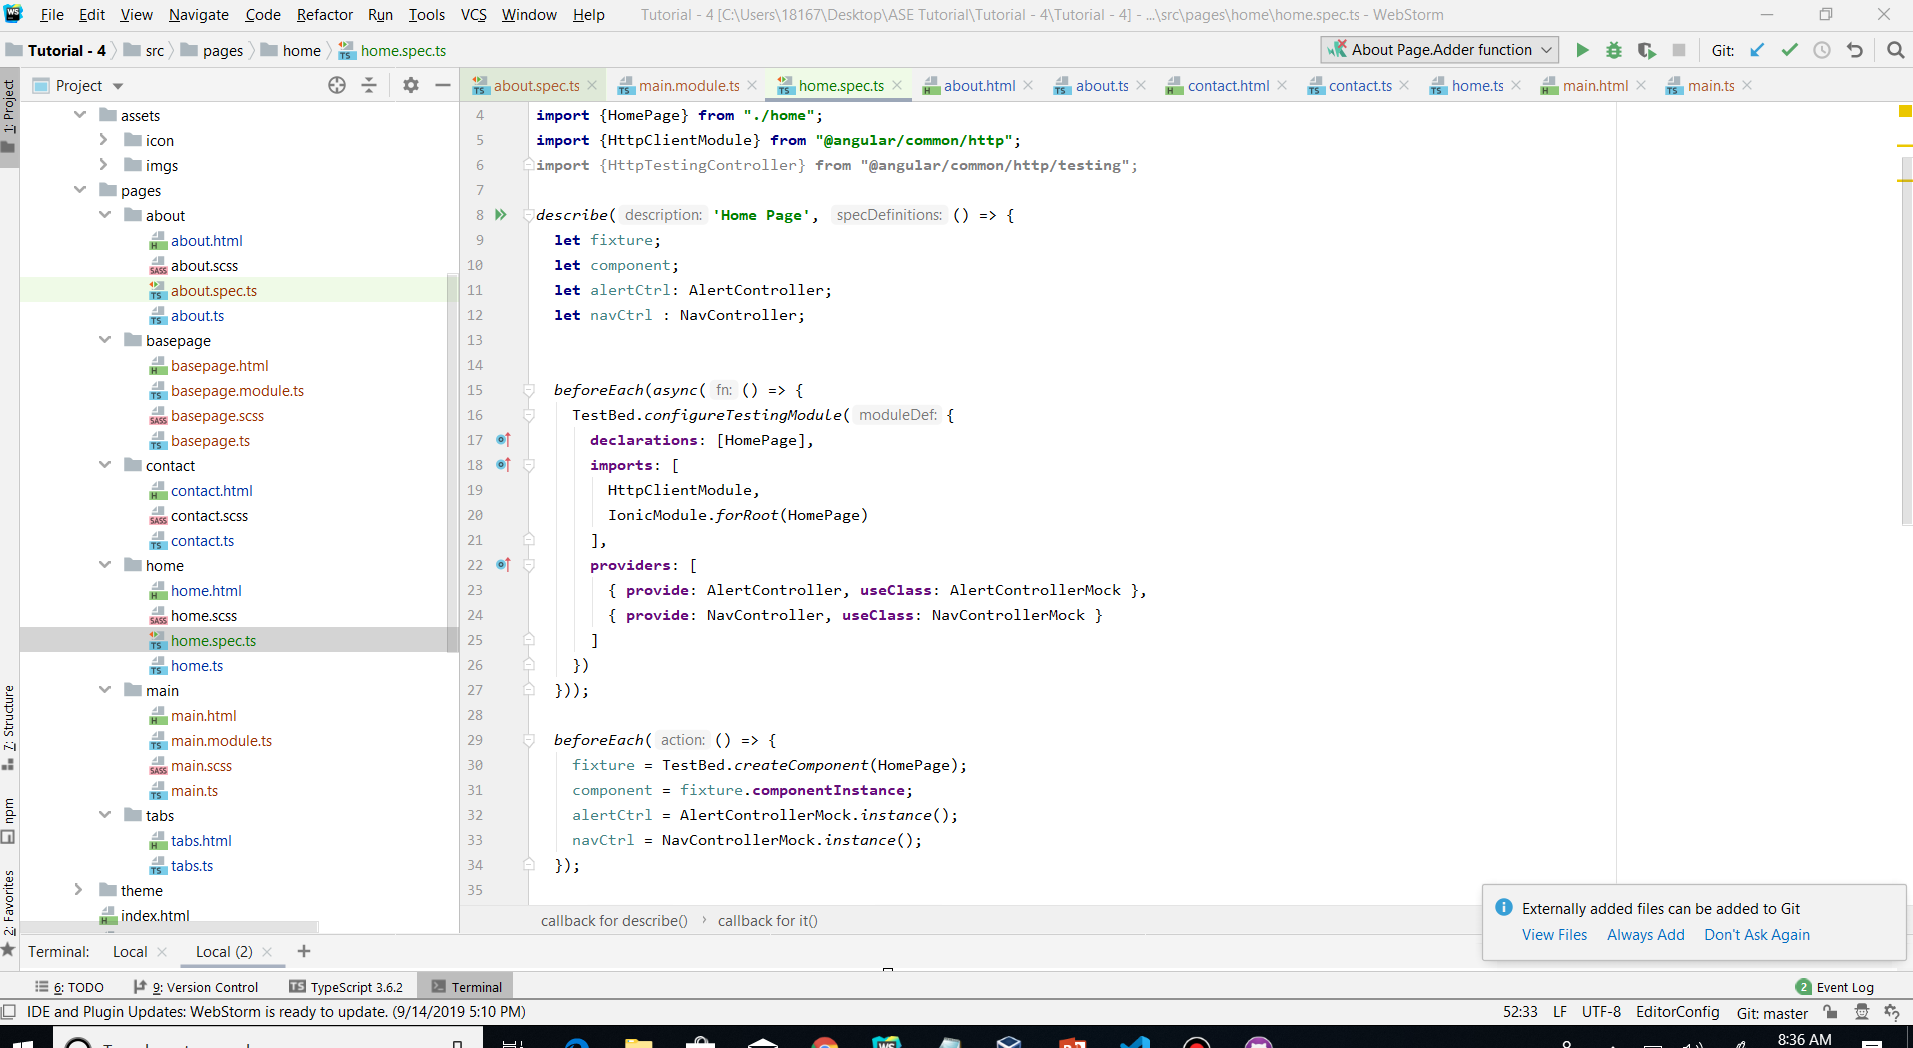 WS File Edit View Navigate Code Refactor Run Tools VCS Window Help Tutorial - 4 [C:\Users\18167\Desktop\ASE Tutorial\Tutorial - 4\Tutorial - 4] - ...\src\pages\home\home.spec.ts - WebStorm
Tutorial - 4 src pages home home.spec.ts About Page.Adder function Git:
Project about.spec.ts main.module.ts home.spec.ts about.html about.ts contact.html contact.ts home.ts main.html main.ts
1: Project
7: Structure
npm
2: Favorites
assets
icon
imgs
pages
about
about.html
about.scss
about.spec.ts
about.ts
basepage
basepage.html
basepage.module.ts
basepage.scss
basepage.ts
contact
contact.html
contact.scss
contact.ts
home
home.html
home.scss
home.spec.ts
home.ts
main
main.html
main.module.ts
main.scss
main.ts
tabs
tabs.html
tabs.ts
theme
index.html
4 import {HomePage} from "./home";
5 import {HttpClientModule} from "@angular/common/http";
6 import {HttpTestingController} from "@angular/common/http/testing";
7
8 describe( description: 'Home Page', specDefinitions: () => {
9 let fixture;
10 let component;
11 let alertCtrl: AlertController;
12 let navCtrl : NavController;
13
14
15 beforeEach(async( fn: () => {
16 TestBed.configureTestingModule( moduleDef: {
17 declarations: [HomePage],
18 imports: [
19 HttpClientModule,
20 IonicModule.forRoot(HomePage)
21 ],
22 providers: [
23 { provide: AlertController, useClass: AlertControllerMock },
24 { provide: NavController, useClass: NavControllerMock }
25 ]
26 })
27 }));
28
29 beforeEach( action: () => {
30 fixture = TestBed.createComponent(HomePage);
31 component = fixture.componentInstance;
32 alertCtrl = AlertControllerMock.instance();
33 navCtrl = NavControllerMock.instance();
34 });
35
callback for describe() › callback for it()
Externally added files can be added to Git
View Files Always Add Don't Ask Again
Terminal: Local Local (2) +
6: TODO 9: Version Control TypeScript 3.6.2 Terminal 2 Event Log
IDE and Plugin Updates: WebStorm is ready to update. (9/14/2019 5:10 PM) 52:33 LF UTF-8 EditorConfig Git: master
8:36 AM